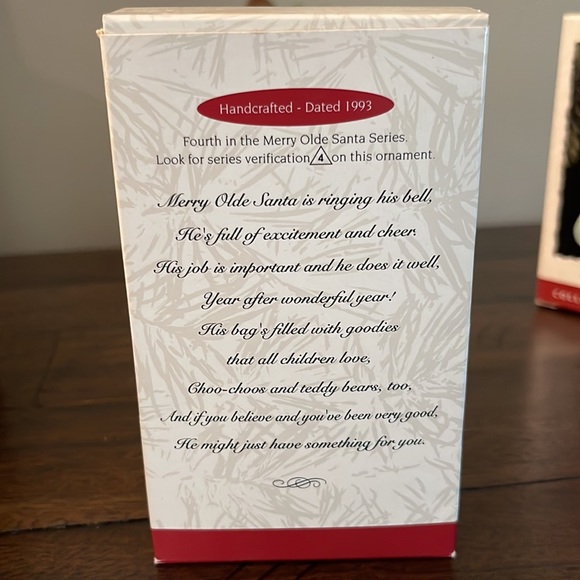 Handcrafted - Dated 1993
Fourth in the Merry Olde Santa Series.
Look for series verification 4 on this ornament.
Merry Olde Santa is ringing his bell,
He's full of excitement and cheer.
His job is important and he does it well,
Year after wonderful year!
His bag's filled with goodies
that all children love,
Choo-choos and teddy bears, too,
And if you believe and you've been very good,
He might just have something for you.